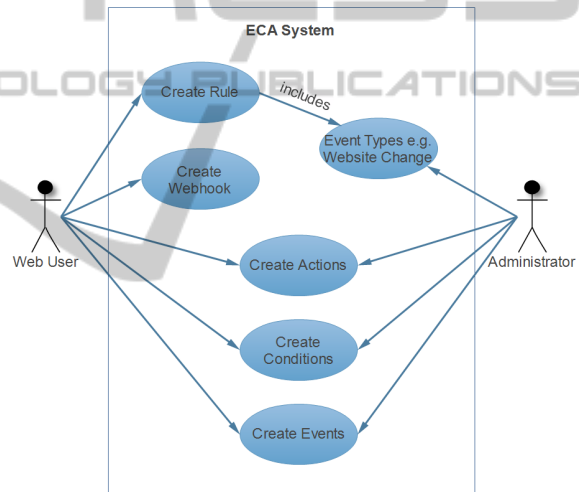 ECA System
OLOGY PUBLICATIONS
Create Rule
includes
Event Types e.g.
Website Change
Create
Webhook
Web User
Create Actions
Administrator
Create
Conditions
Create Events